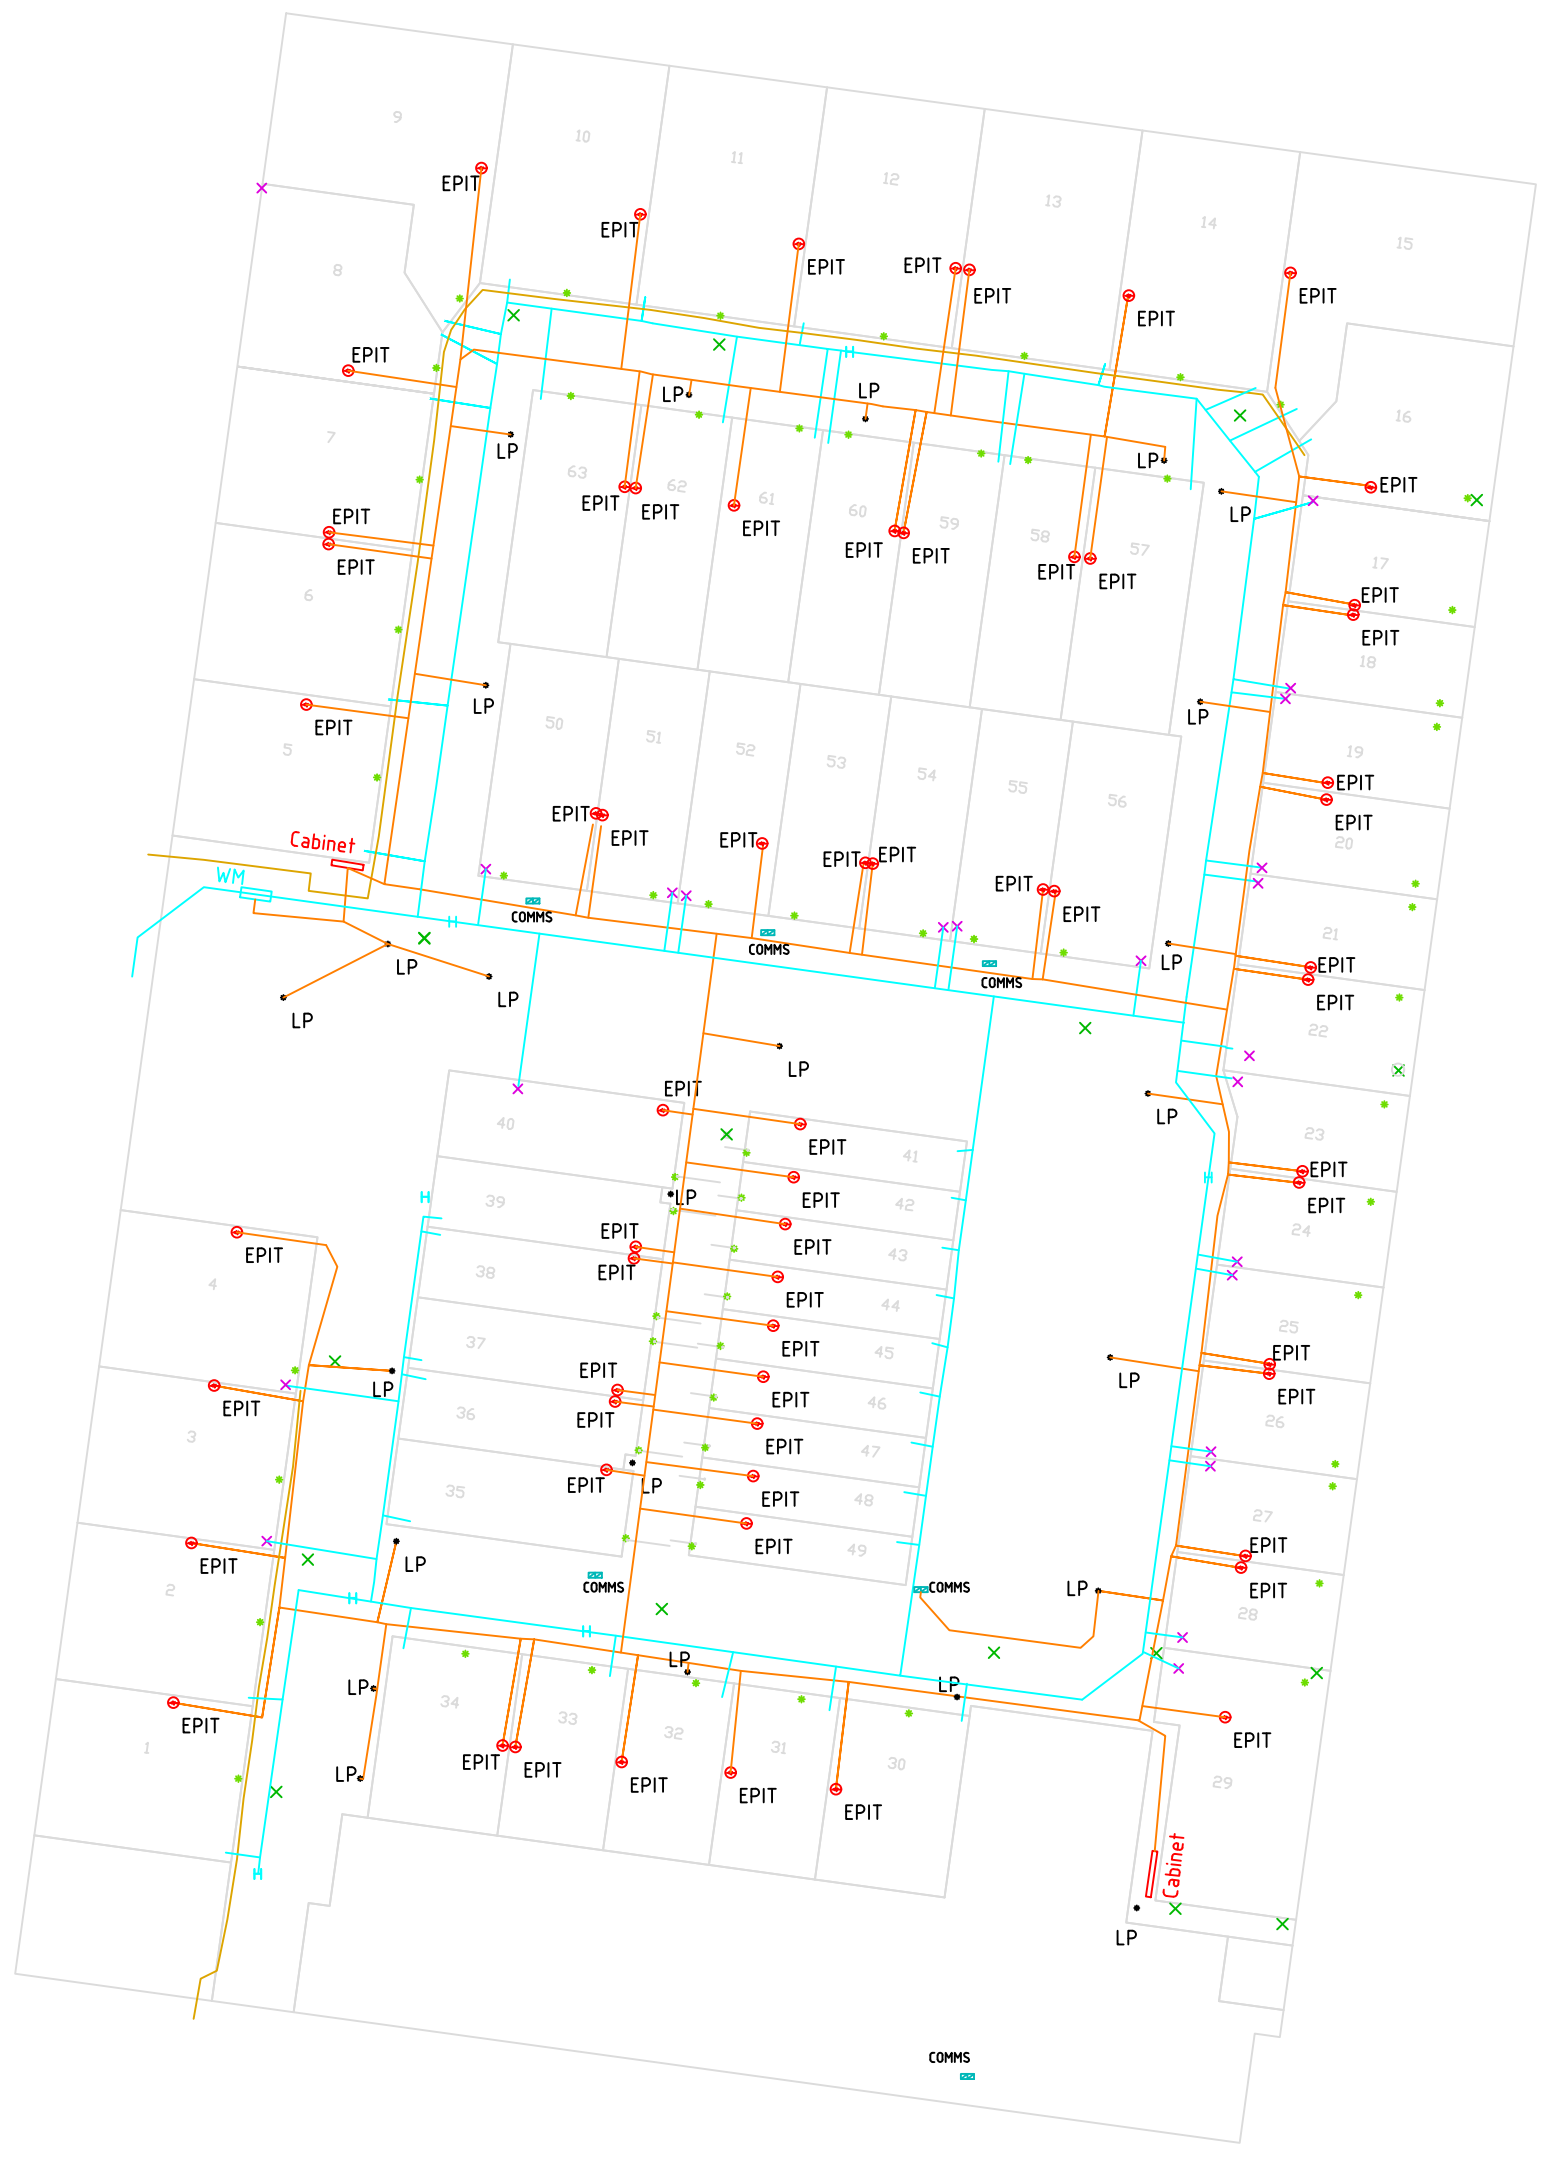 9
10
11
12
13
14
15
EPIT
EPIT
EPIT
EPIT
EPIT
EPIT
EPIT
8
H
EPIT
LP
LP
16
7
LP
LP
63
62
61
60
59
58
57
EPIT
EPIT
EPIT
EPIT
EPIT
EPIT
EPIT
EPIT
LP
EPIT
EPIT
17
EPIT
EPIT
6
18
LP
LP
EPIT
5
50
51
52
53
54
55
56
19
EPIT
EPIT
20
Cabinet
EPIT
EPIT
EPIT
EPIT
EPIT
EPIT
WM
H
COMMS
COMMS
COMMS
21
LP
EPIT
EPIT
LP
LP
LP
22
LP
EPIT
LP
40
41
EPIT
23
EPIT
EPIT
H
39
LP
42
EPIT
H
24
EPIT
4
EPIT
EPIT
EPIT
43
38
44
EPIT
37
45
EPIT
25
EPIT
EPIT
LP
LP
EPIT
EPIT
EPIT
EPIT
3
36
46
47
EPIT
26
35
EPIT
LP
48
EPIT
27
49
EPIT
EPIT
EPIT
2
EPIT
LP
H
COMMS
COMMS
LP
28
H
LP
LP
LP
EPIT
1
34
33
32
31
30
EPIT
EPIT
EPIT
EPIT
EPIT
EPIT
29
LP
H
Cabinet
LP
COMMS